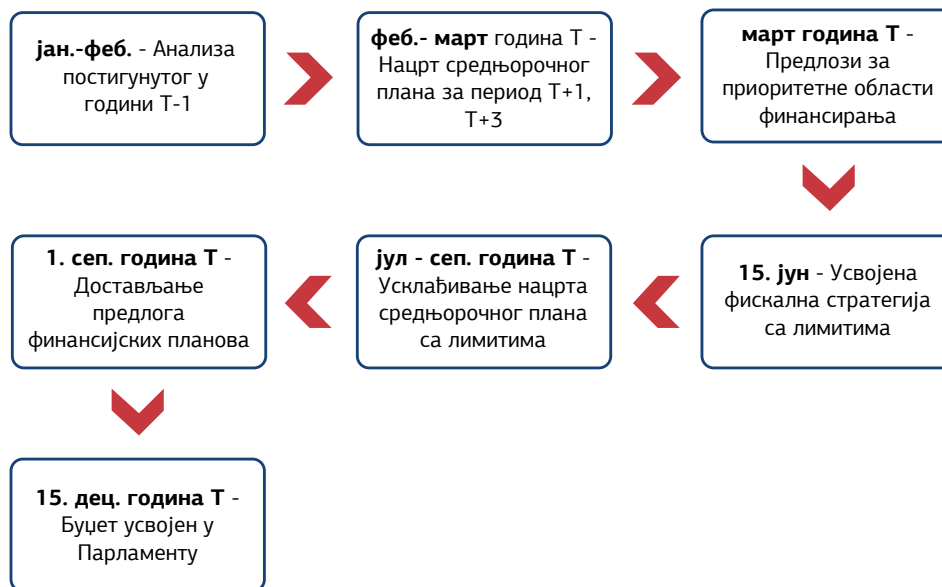 јан.-феб. - Анализа
постигунутог у
години Т-1
феб.- март година Т -
Нацрт средњорочног
плана за период Т+1,
Т+3
март година Т -
Предлози за
приоритетне области
финансирања
15. јун - Усвојена
фискална стратегија
са лимитима
јул - сеп. година Т -
Усклађивање нацрта
средњорочног плана
са лимитима
1. сеп. година Т -
Достављање
предлога
финансијских планова
15. дец. година Т -
Буџет усвојен у
Парламенту